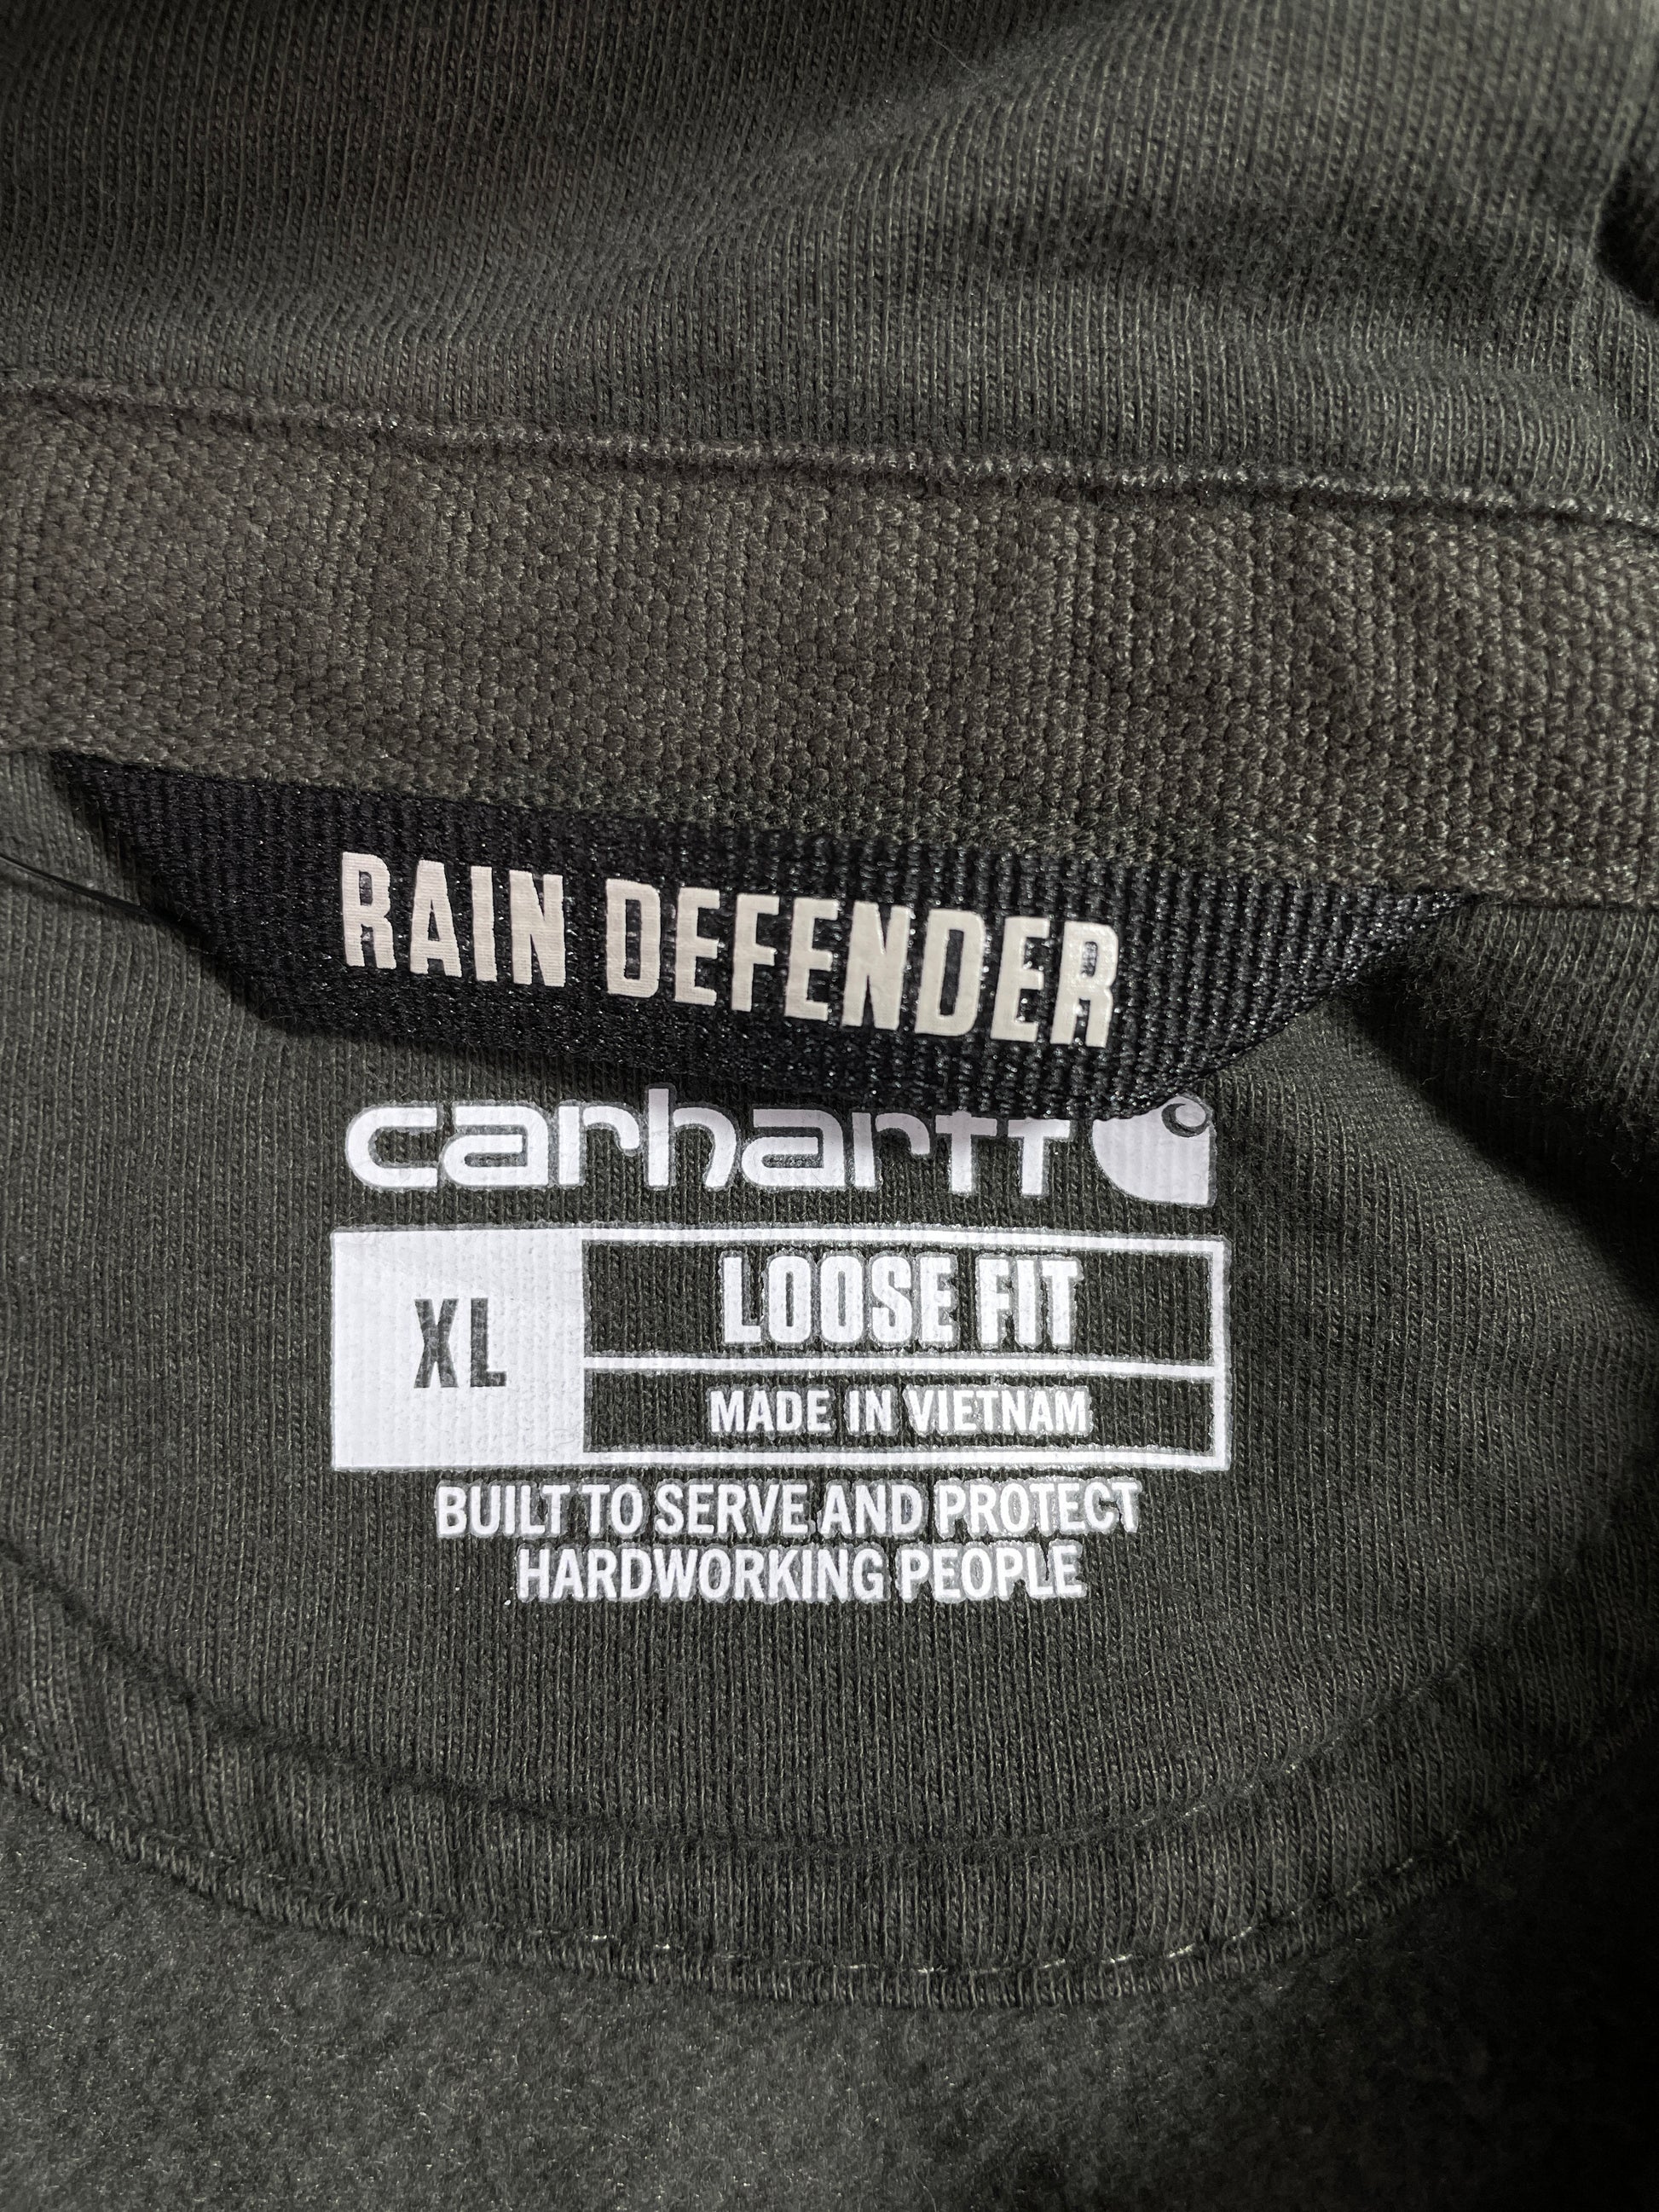 RAIN DEFENDER
carhartt
XL
LOOSE FIT
MADE IN VIETNAM
BUILT TO SERVE AND PROTECT
HARDWORKING PEOPLE